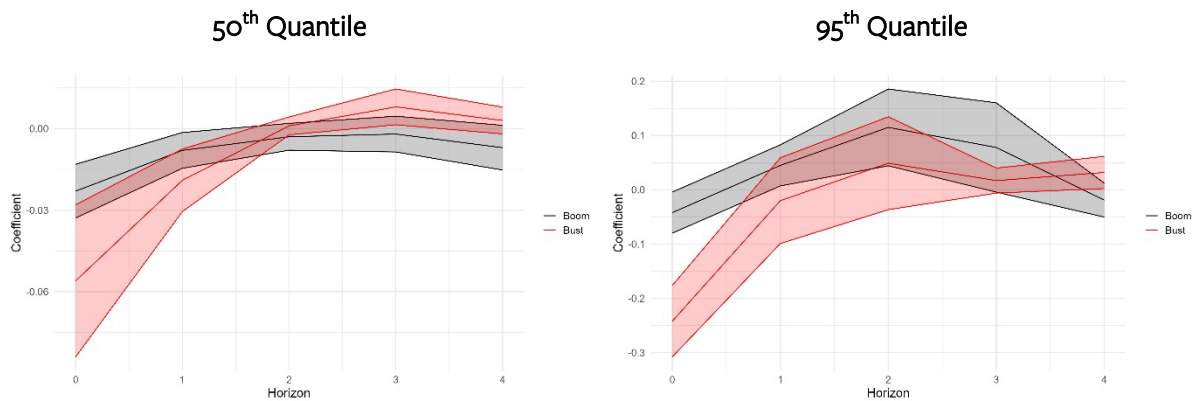 50th Quantile
0.00
-0.03
-0.06
Coefficient
0
1
2
3
4
Horizon
Boom
Bust
95th Quantile
0.2
0.1
0.0
-0.1
-0.2
-0.3
Coefficient
0
1
2
3
4
Horizon
Boom
Bust